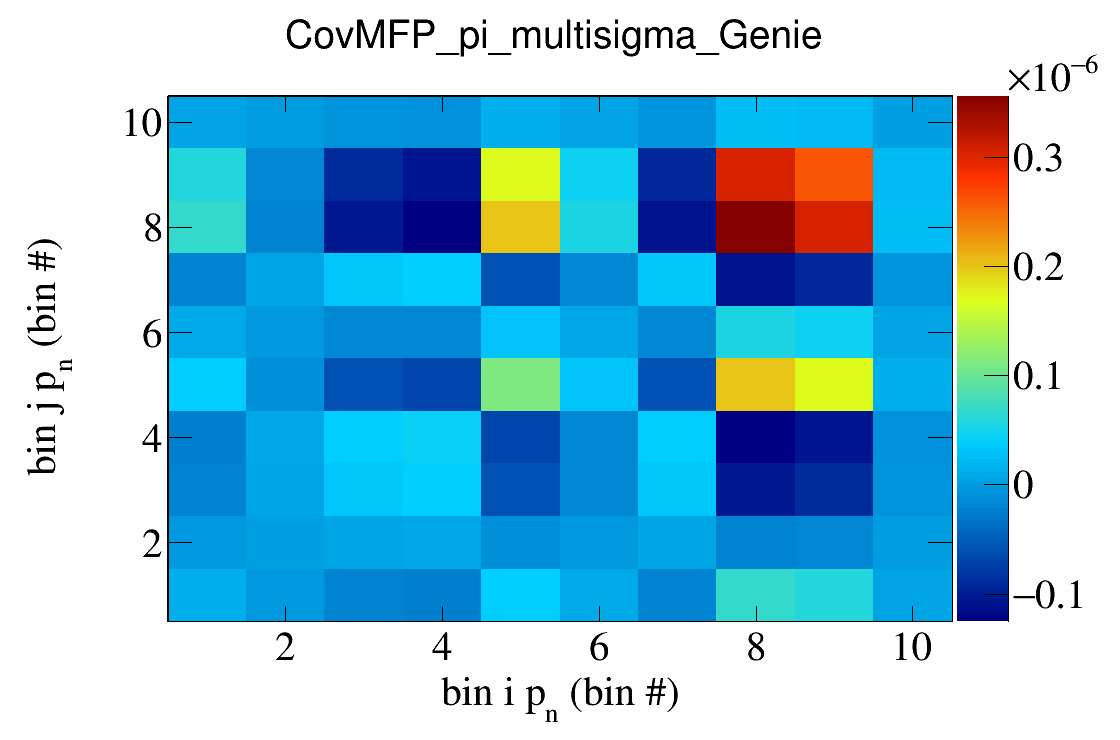 CovMFP_pi_multisigma_Genie
×10⁻⁶
10
8
6
4
2
bin j pₙ (bin #)
2 4 6 8 10
bin i pₙ (bin #)
0.3
0.2
0.1
0
−0.1